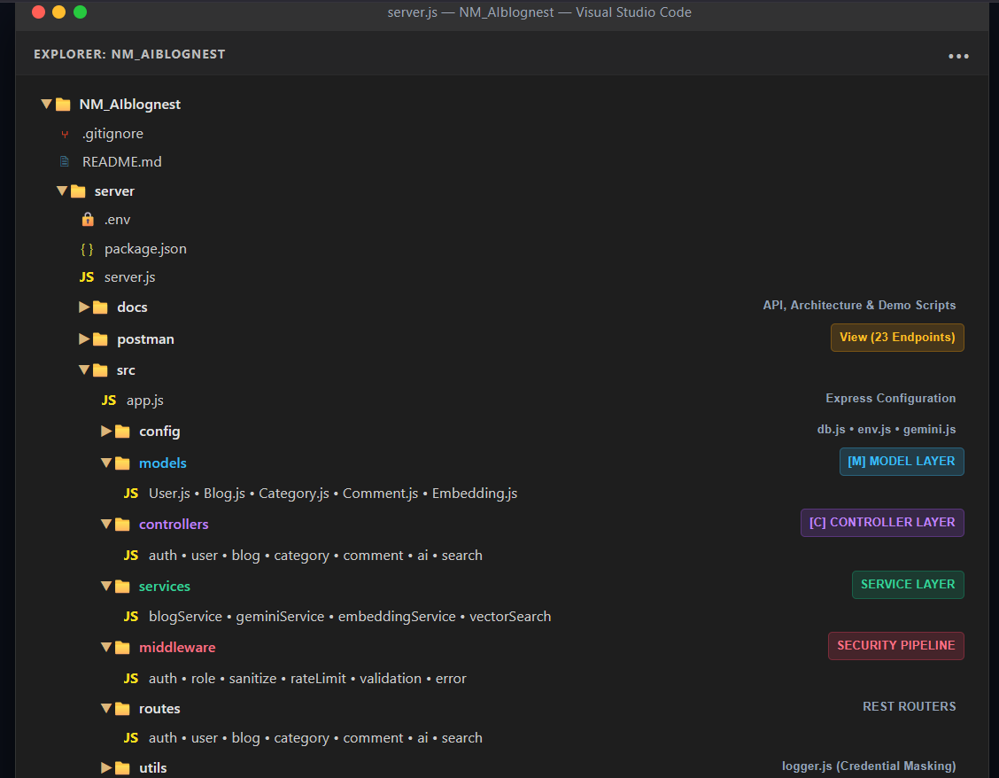 server.js — NM_AIblognest — Visual Studio Code
EXPLORER: NM_AIBLOGNEST
NM_AIblognest
.gitignore
README.md
server
.env
{ } package.json
JS server.js
docs API, Architecture & Demo Scripts
postman View (23 Endpoints)
src
JS app.js Express Configuration
config db.js • env.js • gemini.js
models [M] MODEL LAYER
JS User.js • Blog.js • Category.js • Comment.js • Embedding.js
controllers [C] CONTROLLER LAYER
JS auth • user • blog • category • comment • ai • search
services SERVICE LAYER
JS blogService • geminiService • embeddingService • vectorSearch
middleware SECURITY PIPELINE
JS auth • role • sanitize • rateLimit • validation • error
routes REST ROUTERS
JS auth • user • blog • category • comment • ai • search
utils logger.js (Credential Masking)